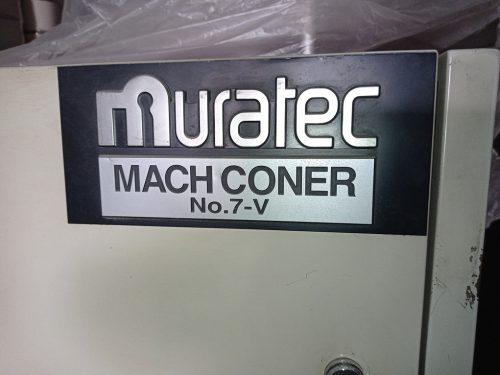 muratec
MACH CONER
No.7-V